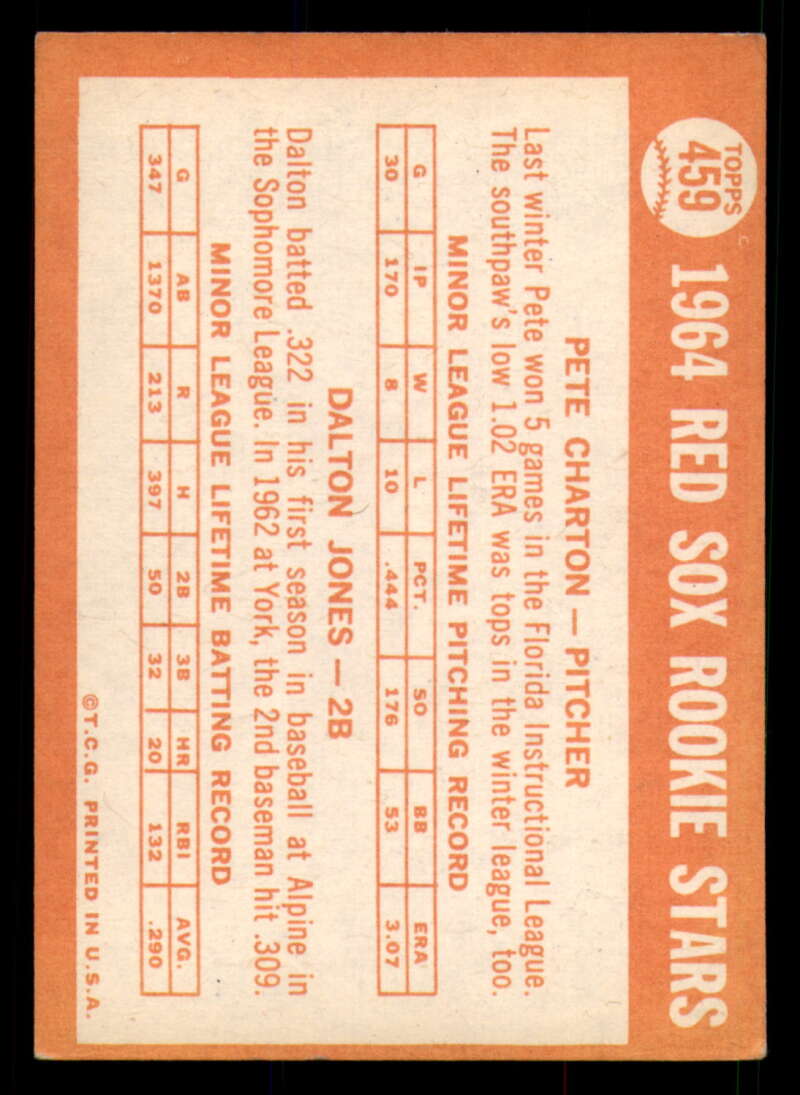 TOPPS
459
1964 RED SOX ROOKIE STARS
PETE CHARTON — PITCHER
Last winter Pete won 5 games in the Florida Instructional League.
The southpaw's low 1.02 ERA was tops in the winter league, too.
MINOR LEAGUE LIFETIME PITCHING RECORD
G IP W L PCT. SO BB ERA
30 170 8 10 .444 176 53 3.07
DALTON JONES — 2B
Dalton batted .322 in his first season in baseball at Alpine in
the Sophomore League. In 1962 at York, the 2nd baseman hit .309.
MINOR LEAGUE LIFETIME BATTING RECORD
G AB R H 2B 3B HR RBI AVG.
347 1370 213 397 50 32 20 132 .290
©T.C.G. PRINTED IN U.S.A.